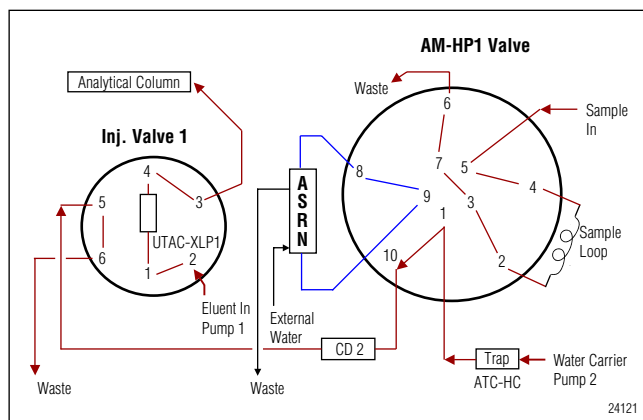 AM-HP1 Valve
Waste
6
Sample
In
7
5
4
8
9
3
1
2
10
Sample
Loop
Analytical Column
Inj. Valve 1
4
5
3
UTAC-XLP1
6
1
2
Eluent In
Pump 1
A
S
R
N
External
Water
CD 2
Trap
ATC-HC
Water Carrier
Pump 2
Waste
Waste
24121